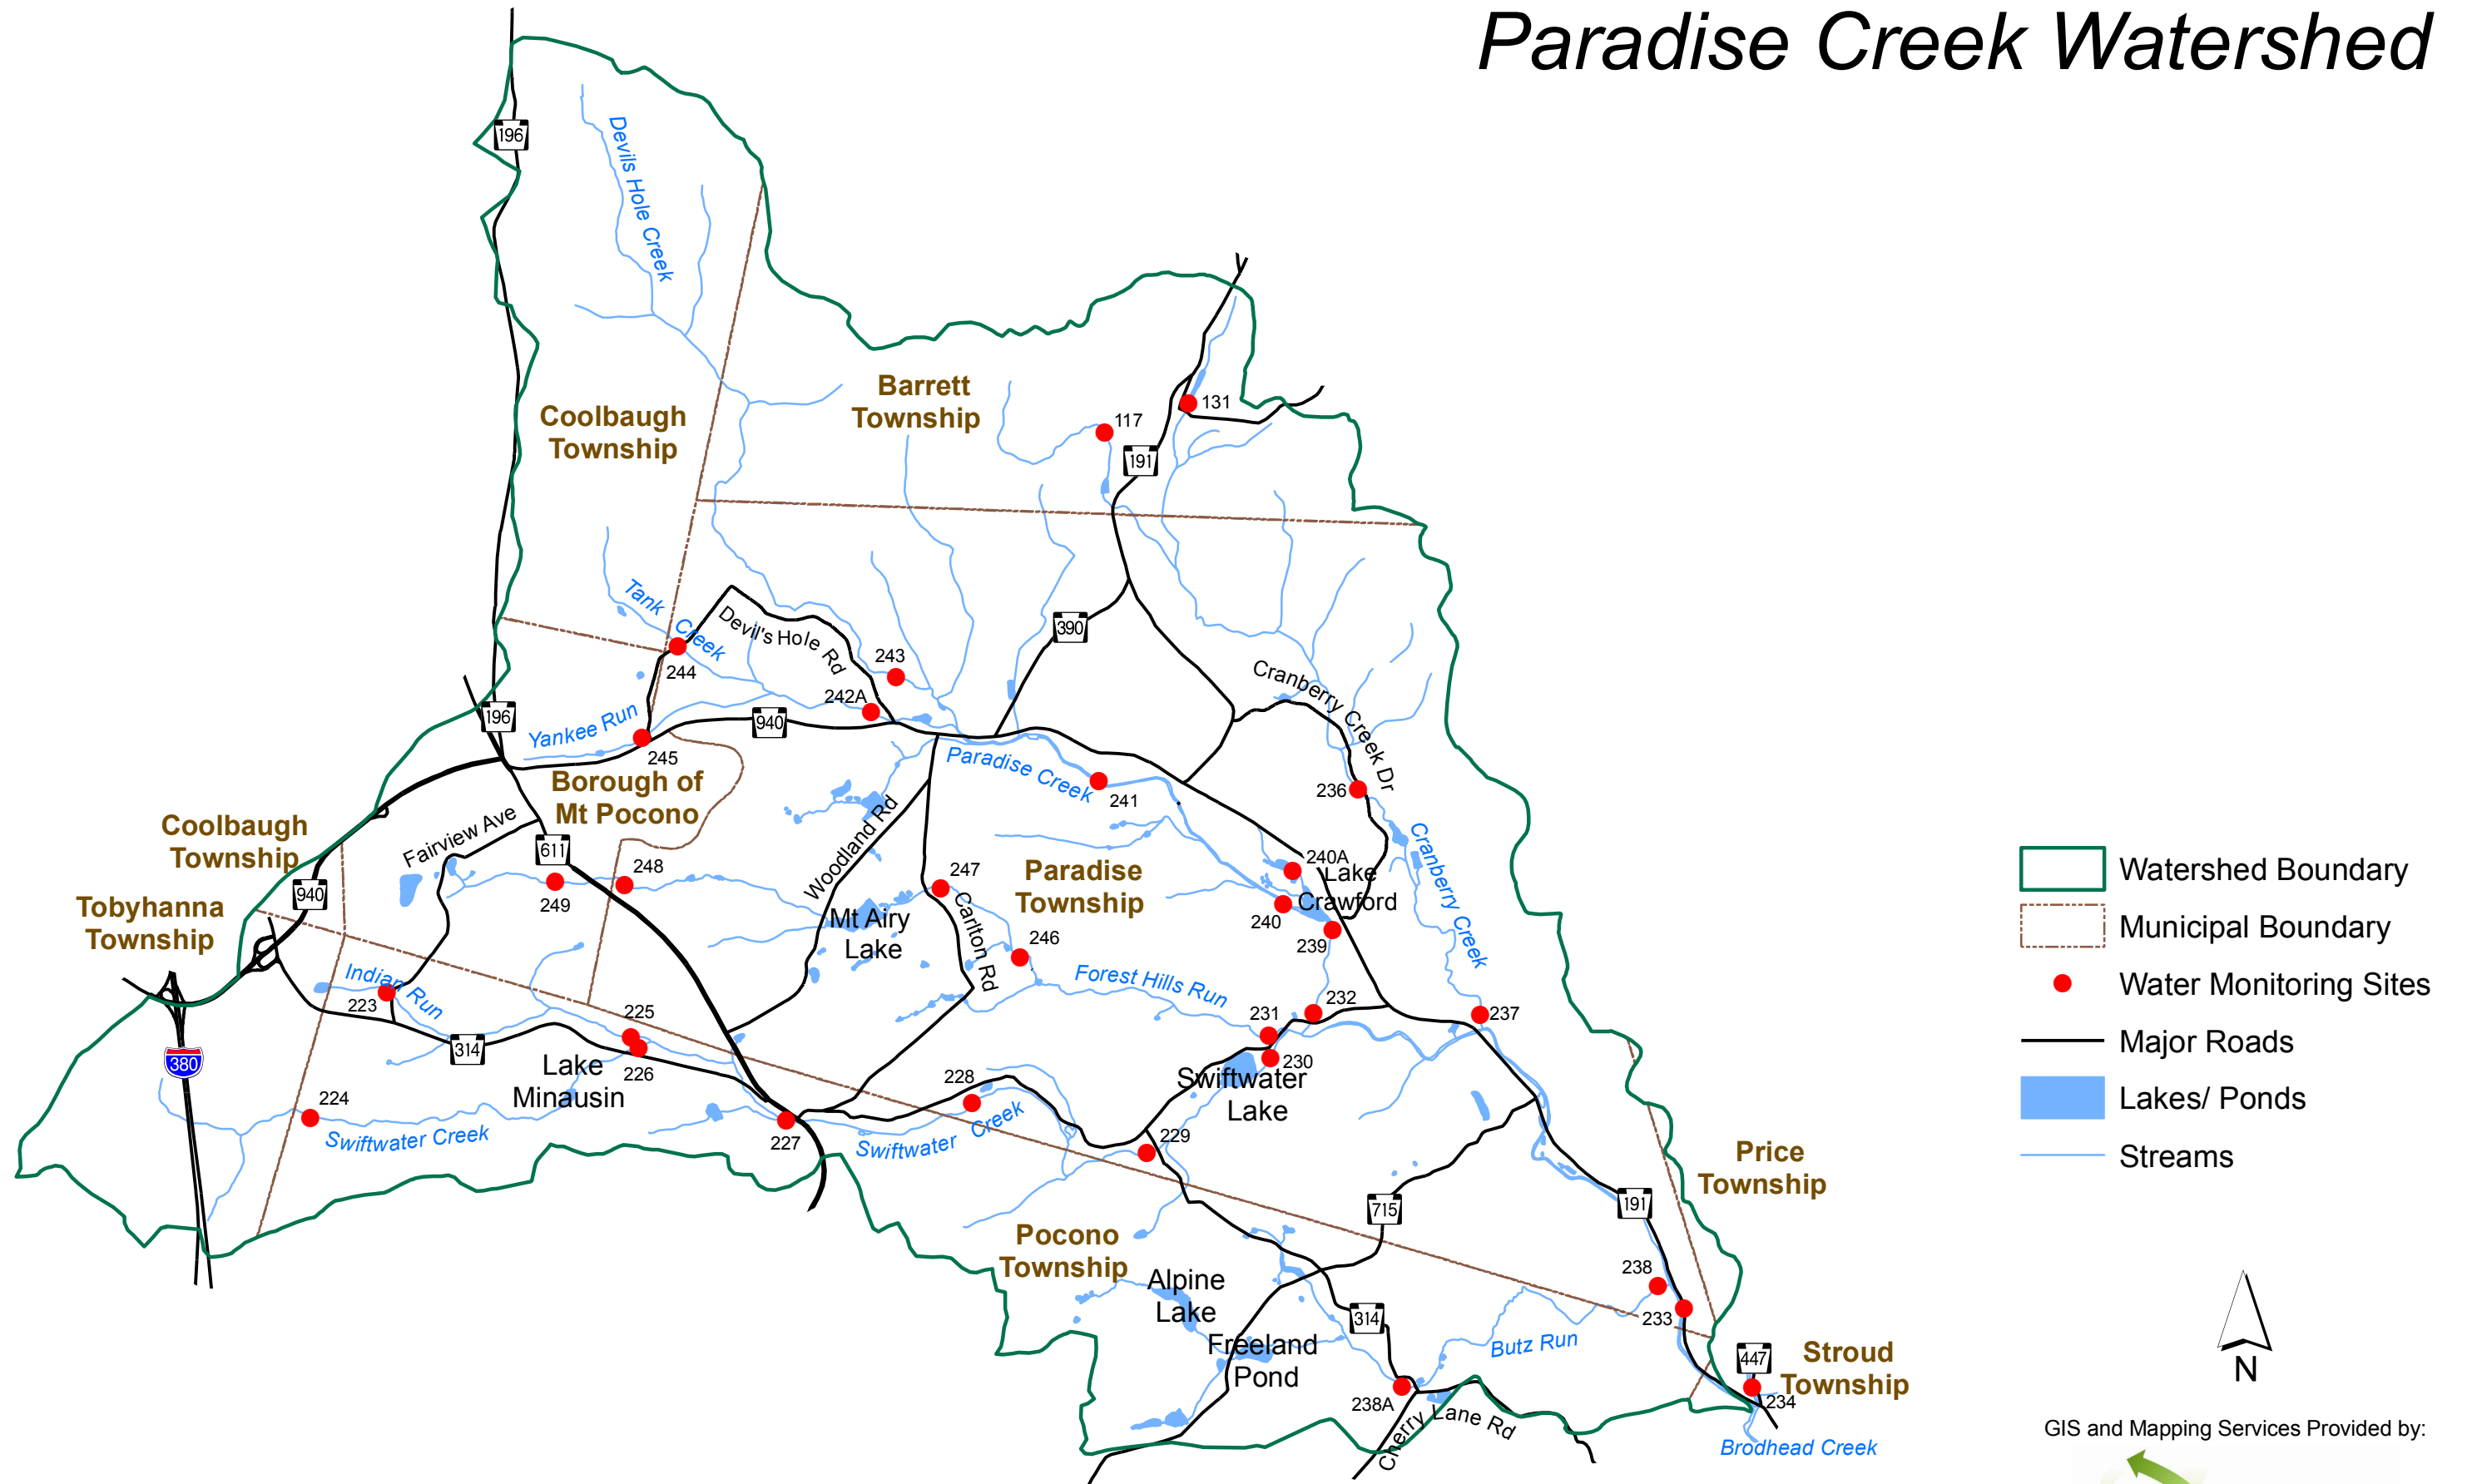 Paradise Creek Watershed
196
Devils Hole Creek
Barrett
Township
Coolbaugh
Township
131
117
191
Tank
Creek
Devil's Hole Rd
390
244
243
242A
Cranberry Creek Dr
196
Yankee Run
940
245
Paradise Creek
241
236
Borough of
Mt Pocono
Coolbaugh
Township
Fairview Ave
611
Woodland Rd
Cranberry Creek
940
248
249
247
Paradise
Township
240A
Lake
Crawford
240
239
Tobyhanna
Township
Mt Airy
Lake
Carlton Rd
246
Indian Run
223
Forest Hills Run
225
231
232
237
314
380
Lake
Minausin
226
230
Swiftwater
Lake
224
228
Swiftwater Creek
227
Swiftwater Creek
229
Price
Township
715
191
Pocono
Township
Alpine
Lake
238
233
314
Freeland
Pond
Butz Run
447
Stroud
Township
238A
234
Cherry Lane Rd
Brodhead Creek
Watershed Boundary
Municipal Boundary
Water Monitoring Sites
Major Roads
Lakes/ Ponds
Streams
N
GIS and Mapping Services Provided by: